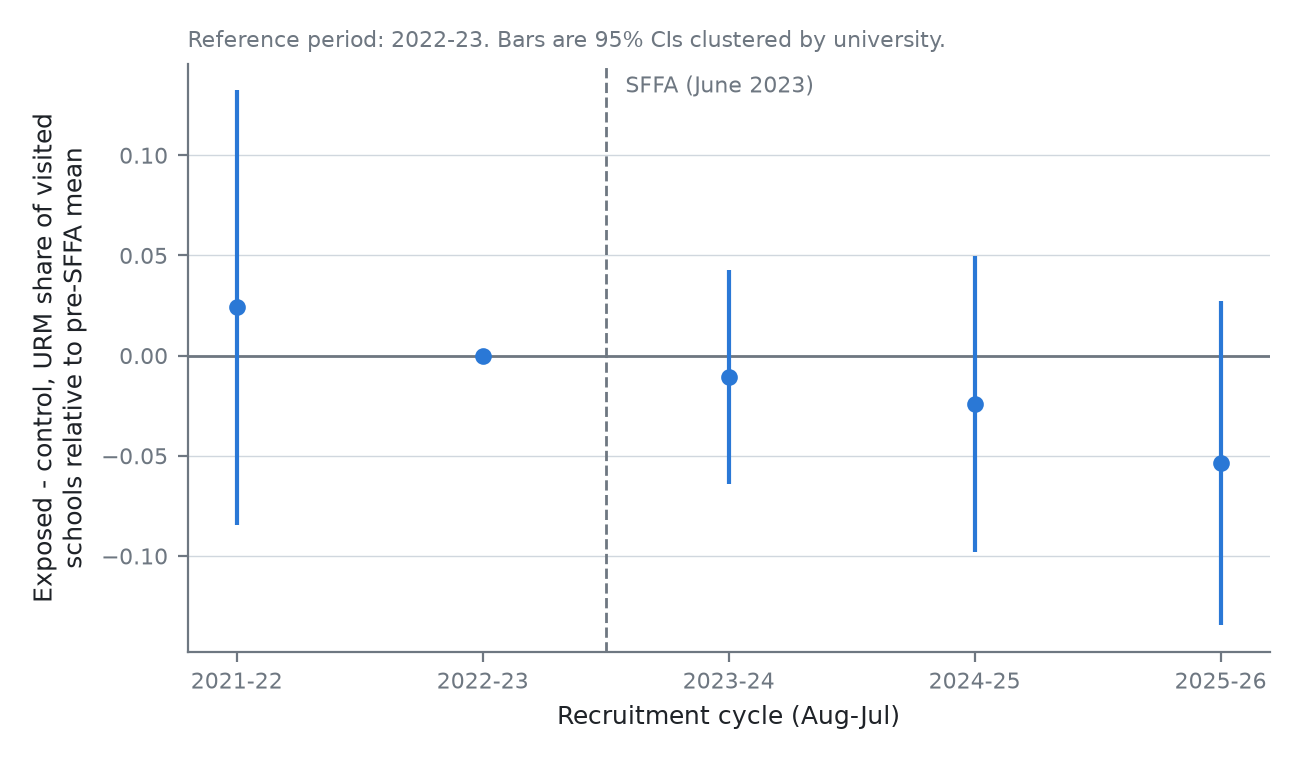 Reference period: 2022-23. Bars are 95% CIs clustered by university.
SFFA (June 2023)
Exposed - control, URM share of visited
schools relative to pre-SFFA mean
0.10
0.05
0.00
−0.05
−0.10
2021-22
2022-23
2023-24
2024-25
2025-26
Recruitment cycle (Aug-Jul)